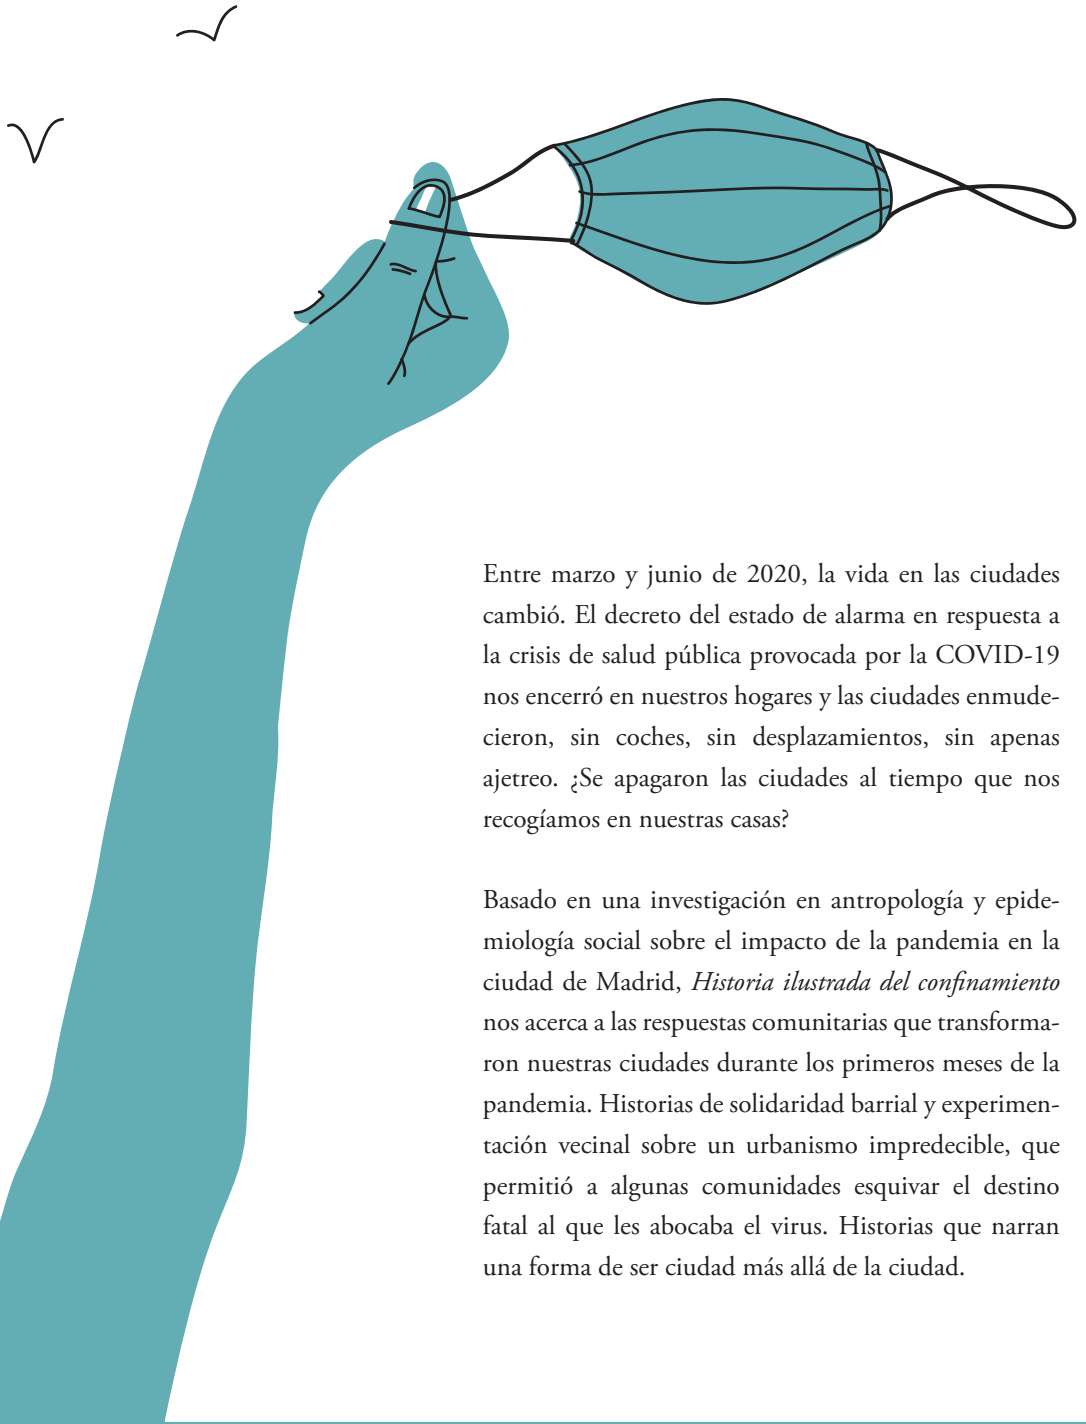 Entre marzo y junio de 2020, la vida en las ciudades
cambió. El decreto del estado de alarma en respuesta a
la crisis de salud pública provocada por la COVID-19
nos encerró en nuestros hogares y las ciudades enmude-
cieron, sin coches, sin desplazamientos, sin apenas
ajetreo. ¿Se apagaron las ciudades al tiempo que nos
recogíamos en nuestras casas?
Basado en una investigación en antropología y epide-
miología social sobre el impacto de la pandemia en la
ciudad de Madrid, Historia ilustrada del confinamiento
nos acerca a las respuestas comunitarias que transforma-
ron nuestras ciudades durante los primeros meses de la
pandemia. Historias de solidaridad barrial y experimen-
tación vecinal sobre un urbanismo impredecible, que
permitió a algunas comunidades esquivar el destino
fatal al que les abocaba el virus. Historias que narran
una forma de ser ciudad más allá de la ciudad.